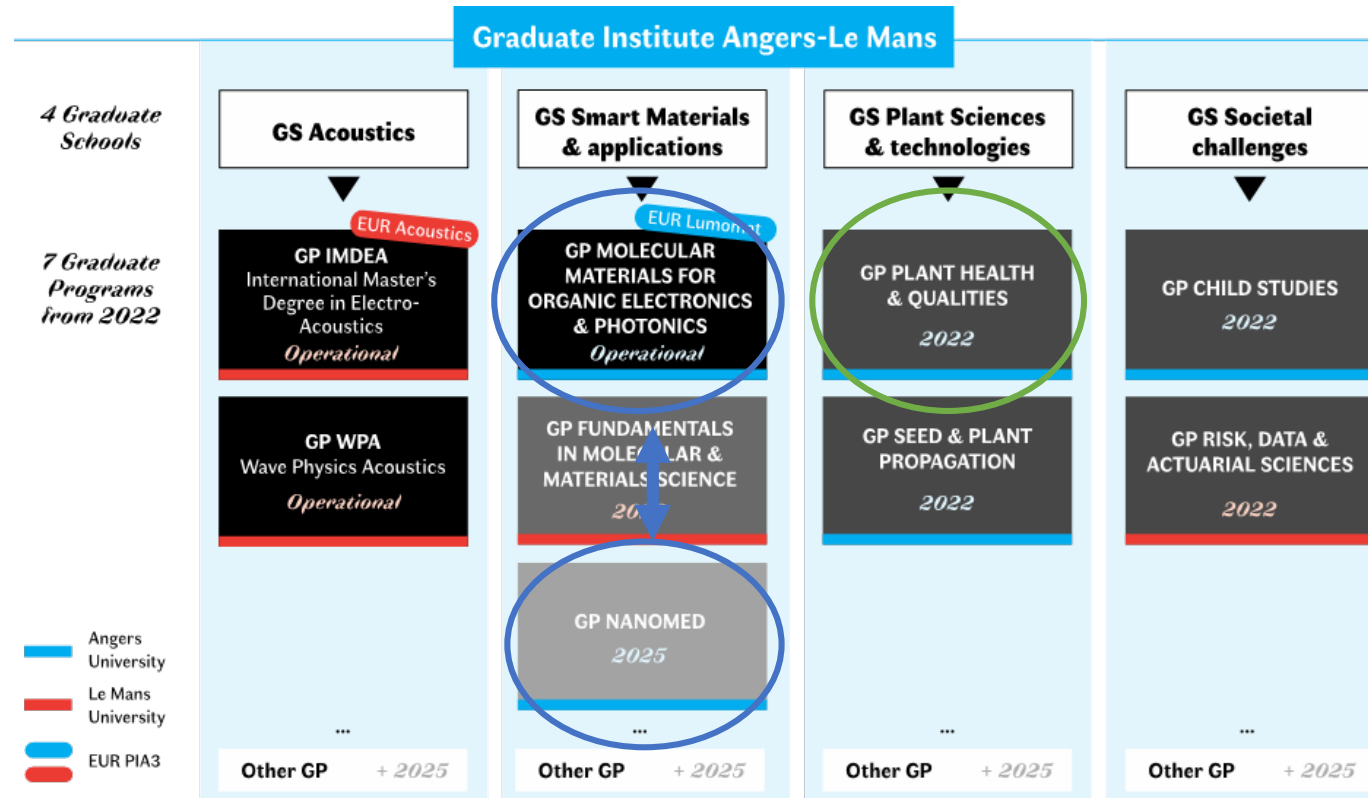 Graduate Institute Angers-Le Mans
4 Graduate
Schools
GS Acoustics
GS Smart Materials
& applications
GS Plant Sciences
& technologies
GS Societal
challenges
7 Graduate
Programs
from 2022
EUR Acoustics
GP IMDEA
International Master's
Degree in Electro-
Acoustics
Operational
GP WPA
Wave Physics Acoustics
Operational
EUR Lumomat
GP MOLECULAR
MATERIALS FOR
ORGANIC ELECTRONICS
& PHOTONICS
Operational
GP FUNDAMENTALS
IN MOLECULAR &
MATERIALS SCIENCE
GP NANOMED
2025
GP PLANT HEALTH
& QUALITIES
2022
GP SEED & PLANT
PROPAGATION
2022
GP CHILD STUDIES
2022
GP RISK, DATA &
ACTUARIAL SCIENCES
2022
Angers
University
Le Mans
University
EUR PIA3
...
Other GP + 2025
...
Other GP + 2025
...
Other GP + 2025
...
Other GP + 2025